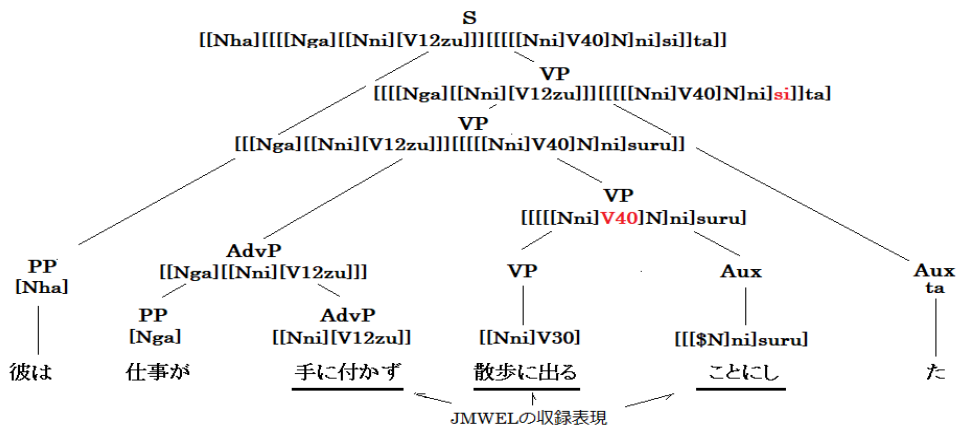 S
[[Nha][[[[Nga][[Nni][V12zu]]][[[[[Nni]V40]N]ni]si]]ta]]
VP
[[[[Nga][[Nni][V12zu]]][[[[[Nni]V40]N]ni]si]]ta]
VP
[[[Nga][[Nni][V12zu]]][[[[[Nni]V40]N]ni]suru]]
VP
[[[[[Nni]V40]N]ni]suru]
PP
[Nha]
AdvP
[[Nga][[Nni][V12zu]]]
VP
Aux
Aux
ta
PP
[Nga]
AdvP
[[Nni][V12zu]]
[[Nni]V30]
[[[$N]ni]suru]
彼は 仕事が 手に付かず 散歩に出る ことにし た
JMWELの収録表現